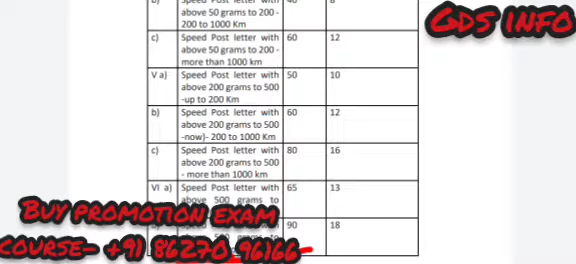 b) Speed Post letter with 40 8
above 50 grams to 200 -
200 to 1000 Km
GDS INFO
c) Speed Post letter with 60 12
above 50 grams to 200 -
more than 1000 km
V a) Speed Post letter with 50 10
above 200 grams to 500
-up to 200 Km
b) Speed Post letter with 60 12
above 200 grams to 500
-now)- 200 to 1000 Km
c) Speed Post letter with 80 16
above 200 grams to 500
- more than 1000 km
VI a) Speed Post letter with 65 13
above 500 grams to
BUY PROMOTION EXAM
90 18
COURSE- +91 86270 96166